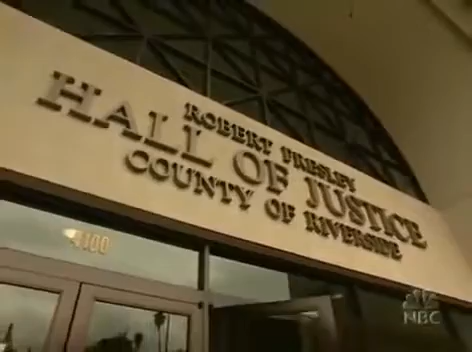 ROBERT PRESLEY
HALL OF JUSTICE
COUNTY OF RIVERSIDE
4100
NBC